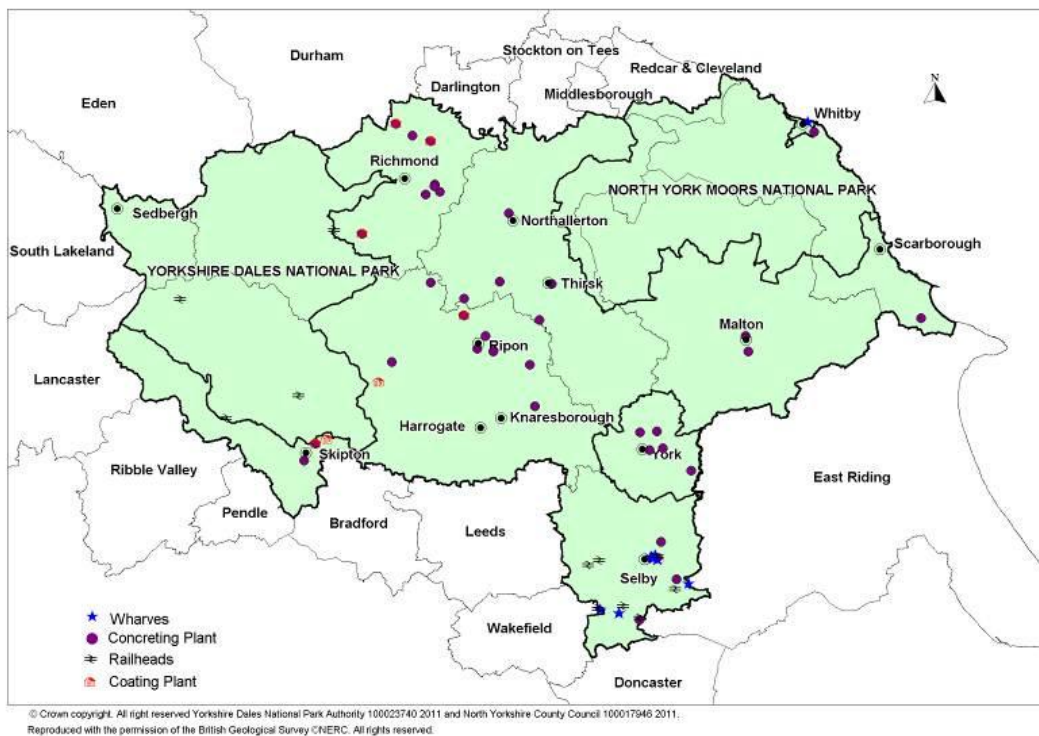 Stockton on Tees
Durham
Redcar & Cleveland
Darlington
Middlesborough
Eden
N
Whitby
Richmond
NORTH YORK MOORS NATIONAL PARK
Sedbergh
Northallerton
Scarborough
South Lakeland
YORKSHIRE DALES NATIONAL PARK
Thirsk
Malton
Ripon
Lancaster
Knaresborough
Harrogate
Skipton
York
Ribble Valley
East Riding
Pendle
Bradford
Leeds
Selby
Wharves
Wakefield
Concreting Plant
Railheads
Coating Plant
Doncaster
© Crown copyright. All right reserved Yorkshire Dales National Park Authority 100023740 2011 and North Yorkshire County Council 100017946 2011.
Reproduced with the permission of the British Geological Survey ©NERC. All rights reserved.